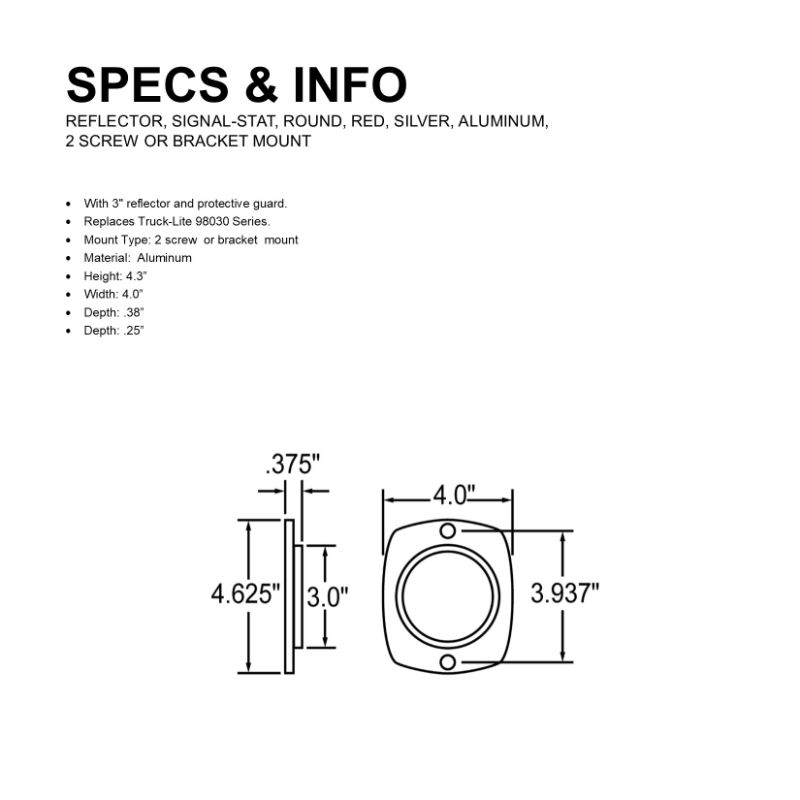 SPECS & INFO
REFLECTOR, SIGNAL-STAT, ROUND, RED, SILVER, ALUMINUM,
2 SCREW OR BRACKET MOUNT
• With 3" reflector and protective guard.
• Replaces Truck-Lite 98030 Series.
• Mount Type: 2 screw or bracket mount
• Material: Aluminum
• Height: 4.3”
• Width: 4.0”
• Depth: .38”
• Depth: .25”
.375"
4.0"
4.625"
3.0"
3.937"